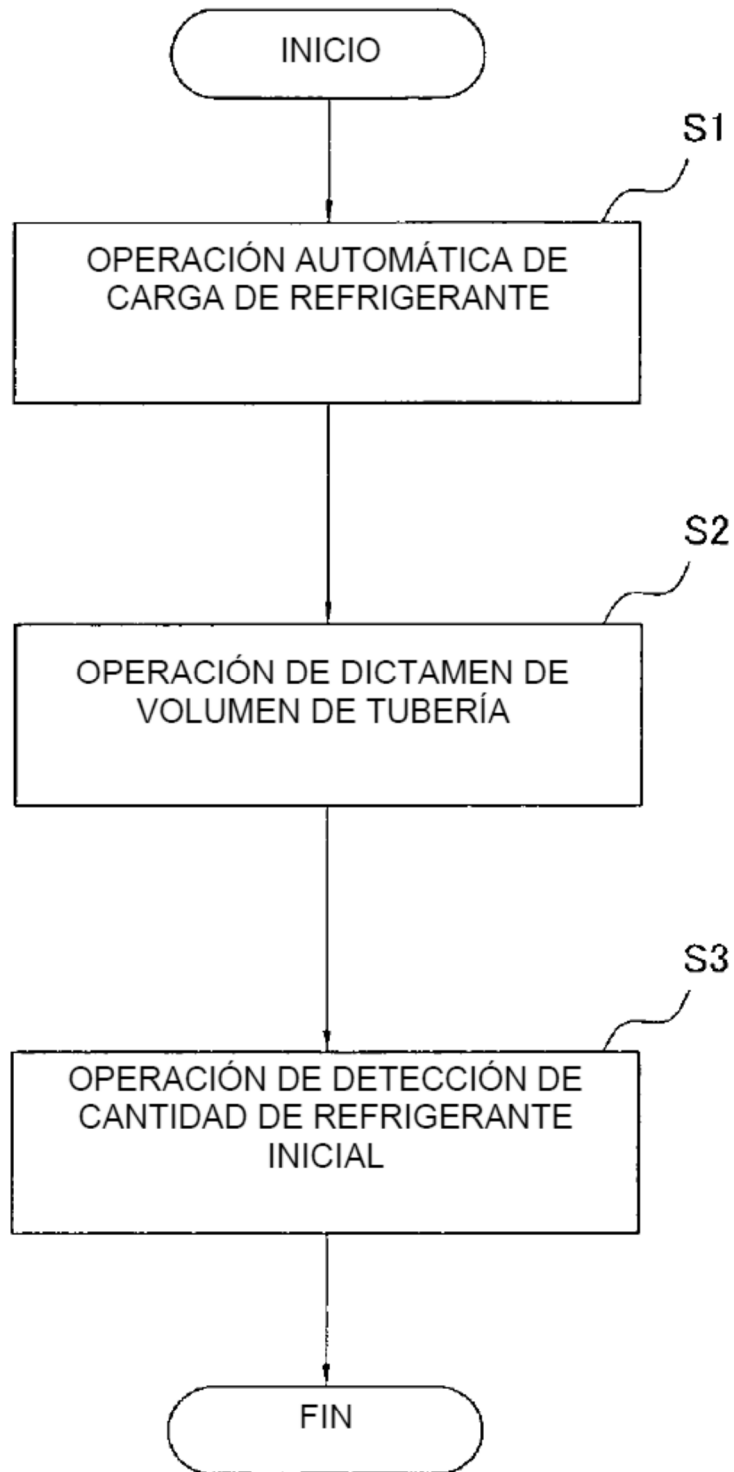 INICIO
S1
OPERACIÓN AUTOMÁTICA DE
CARGA DE REFRIGERANTE
S2
OPERACIÓN DE DICTAMEN DE
VOLUMEN DE TUBERÍA
S3
OPERACIÓN DE DETECCIÓN DE
CANTIDAD DE REFRIGERANTE
INICIAL
FIN